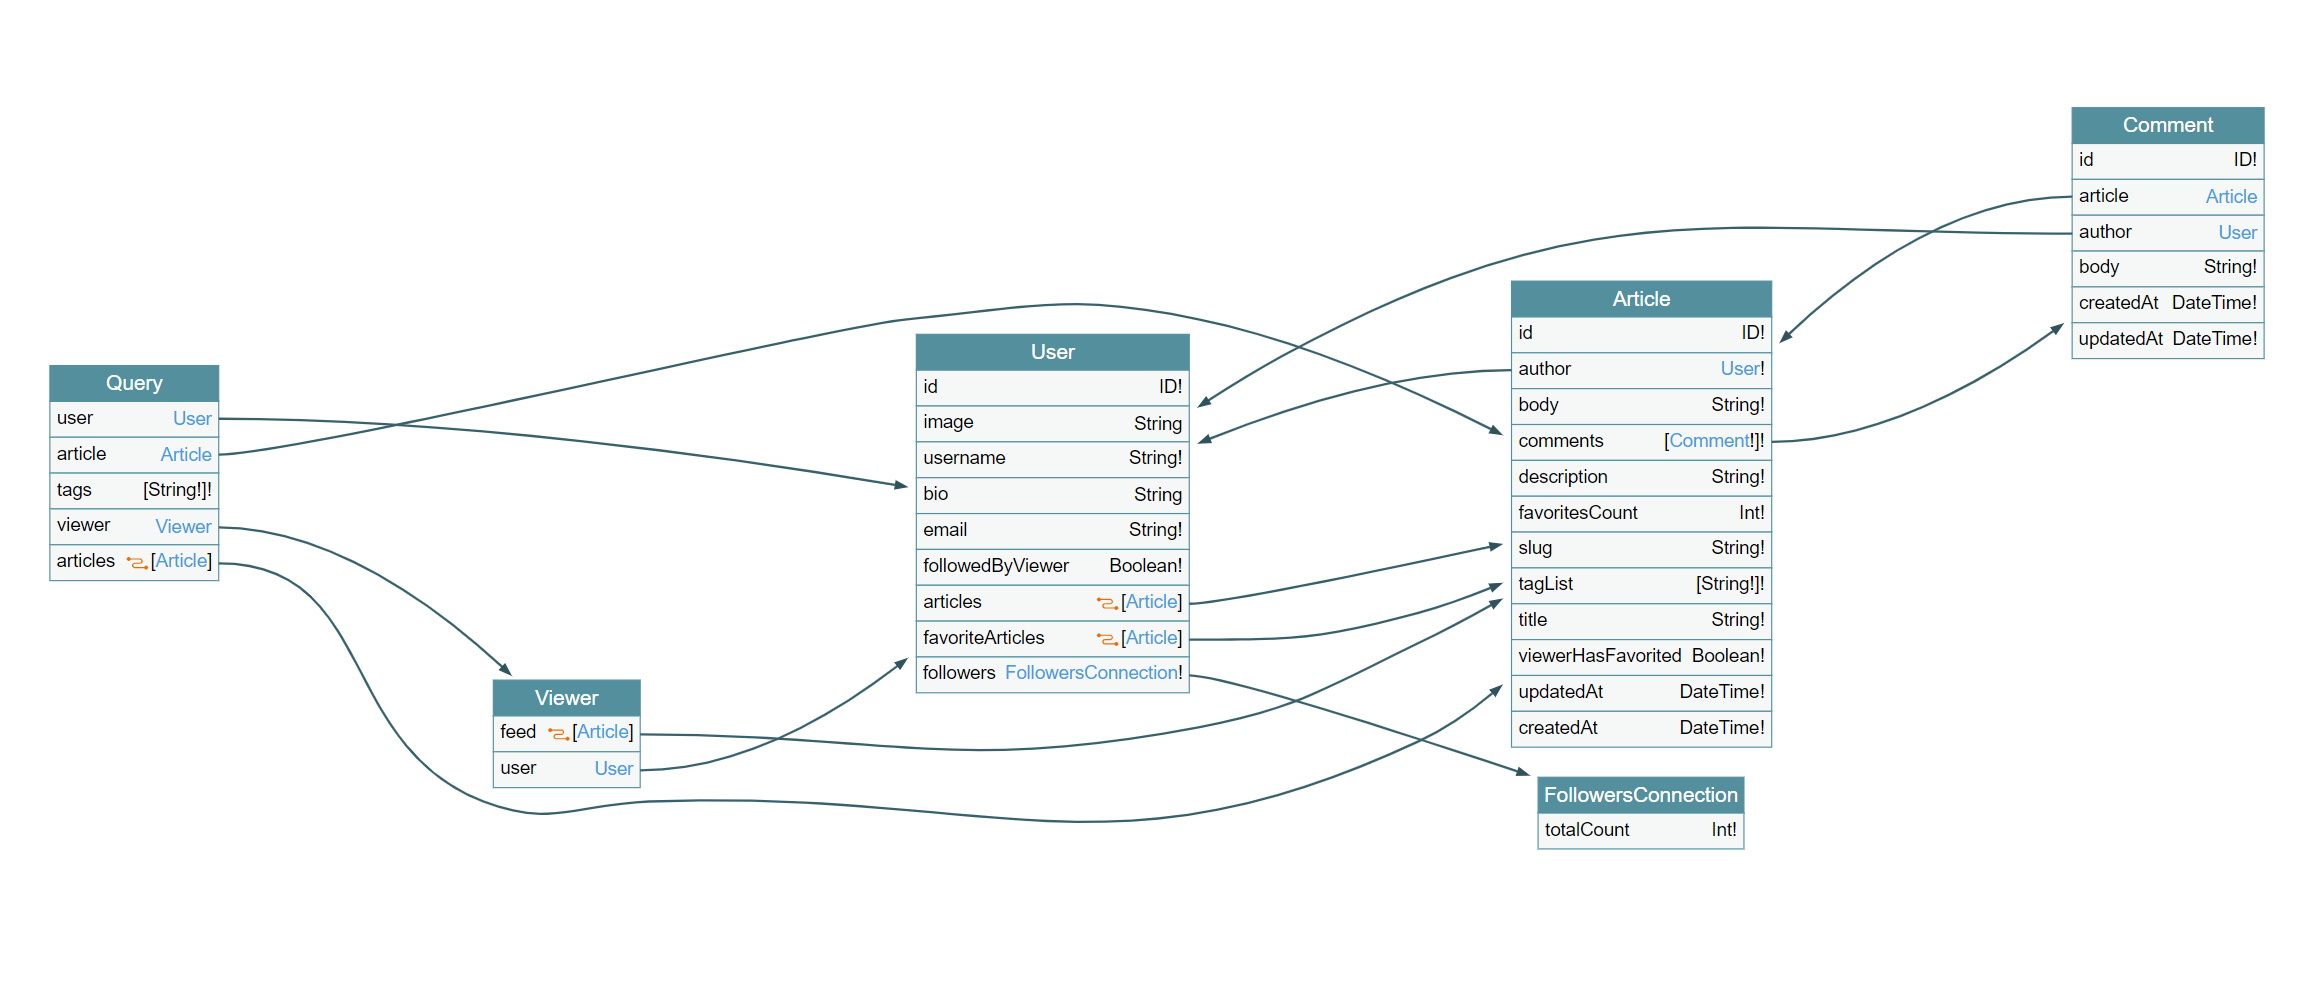 Query
user User
article Article
tags [String!]!
viewer Viewer
articles [Article]
Viewer
feed [Article]
user User
User
id ID!
image String
username String!
bio String
email String!
followedByViewer Boolean!
articles [Article]
favoriteArticles [Article]
followers FollowersConnection!
Article
id ID!
author User!
body String!
comments [Comment!]!
description String!
favoritesCount Int!
slug String!
tagList [String!]!
title String!
viewerHasFavorited Boolean!
updatedAt DateTime!
createdAt DateTime!
FollowersConnection
totalCount Int!
Comment
id ID!
article Article
author User
body String!
createdAt DateTime!
updatedAt DateTime!